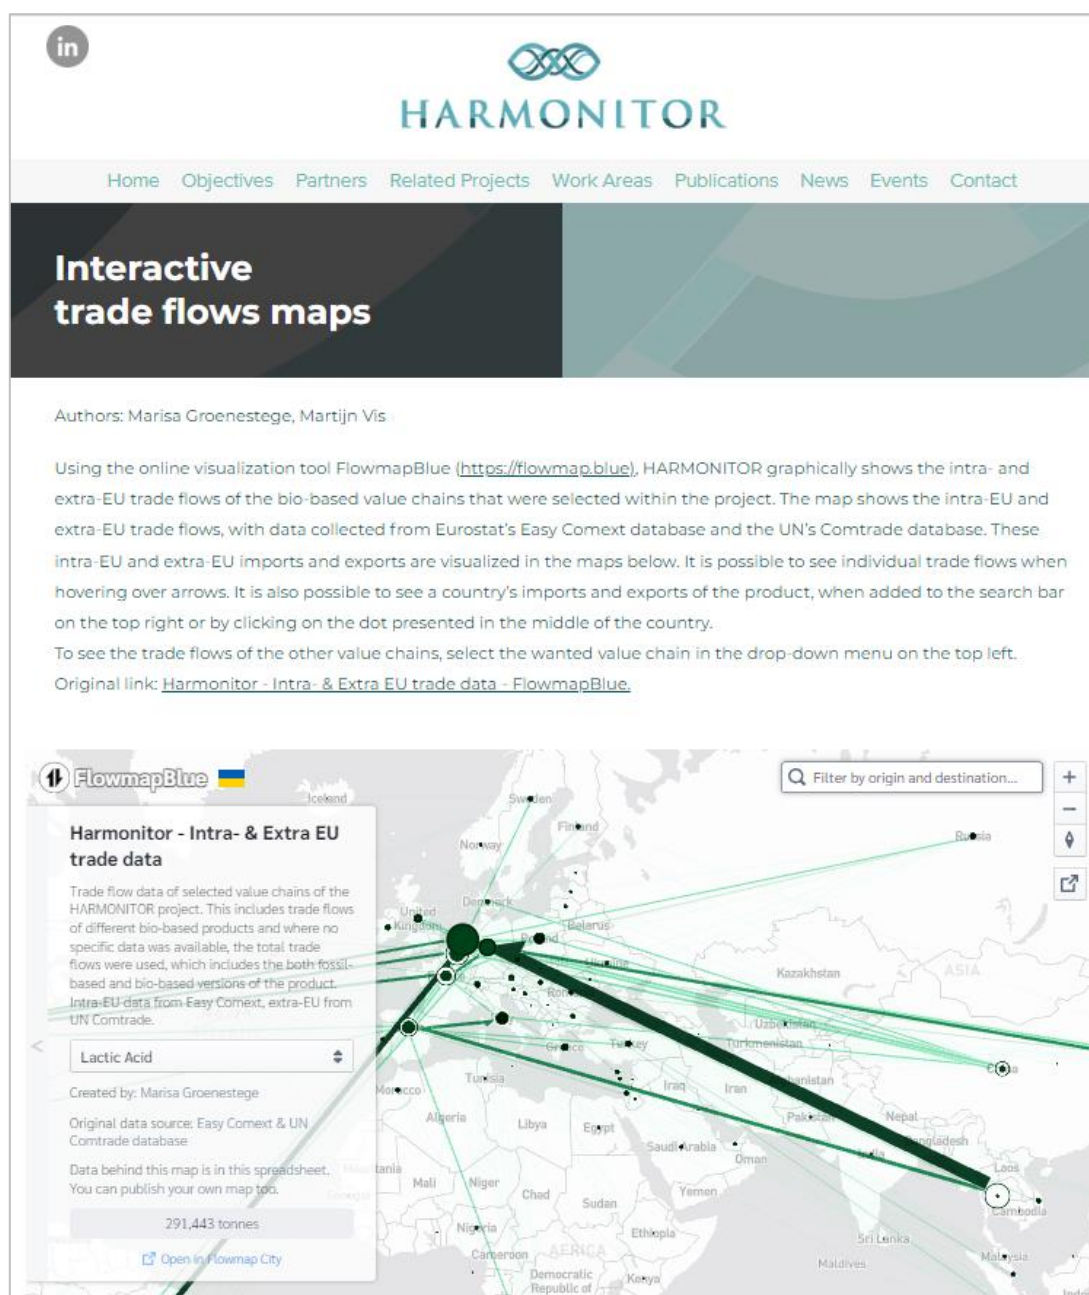 in
HARMONITOR
Home Objectives Partners Related Projects Work Areas Publications News Events Contact
Interactive
trade flows maps
Authors: Marisa Groenestege, Martijn Vis
Using the online visualization tool FlowmapBlue (https://flowmap.blue), HARMONITOR graphically shows the intra- and
extra-EU trade flows of the bio-based value chains that were selected within the project. The map shows the intra-EU and
extra-EU trade flows, with data collected from Eurostat's Easy Comext database and the UN's Comtrade database. These
intra-EU and extra-EU imports and exports are visualized in the maps below. It is possible to see individual trade flows when
hovering over arrows. It is also possible to see a country's imports and exports of the product, when added to the search bar
on the top right or by clicking on the dot presented in the middle of the country.
To see the trade flows of the other value chains, select the wanted value chain in the drop-down menu on the top left.
Original link: Harmonitor - Intra- & Extra EU trade data - FlowmapBlue.
FlowmapBlue
Filter by origin and destination...
Harmonitor - Intra- & Extra EU
trade data
Trade flow data of selected value chains of the
HARMONITOR project. This includes trade flows
of different bio-based products and where no
specific data was available, the total trade
flows were used, which includes the both fossil-
based and bio-based versions of the product.
Intra-EU data from Easy Comext, extra-EU from
UN Comtrade.
Lactic Acid
Created by: Marisa Groenestege
Original data source: Easy Comext & UN
Comtrade database
Data behind this map is in this spreadsheet.
You can publish your own map too.
291,443 tonnes
Open in Flowmap City
Iceland
Sweden
Finland
Norway
Russia
Denmark
United
Kingdom
Belarus
Poland
Ukraine
Kazakhstan
ASIA
Romania
Uzbekistan
Greece
Turkey
Turkmenistan
China
Tunisia
Morocco
Iraq
Iran
Afghanistan
Algeria
Libya
Egypt
Pakistan
Nepal
Bangladesh
Saudi Arabia
Oman
India
Laos
Mali
Niger
Chad
Sudan
Yemen
Cambodia
Nigeria
Ethiopia
Sri Lanka
Cameroon
AFRICA
Maldives
Malaysia
Democratic
Republic of
Kenya